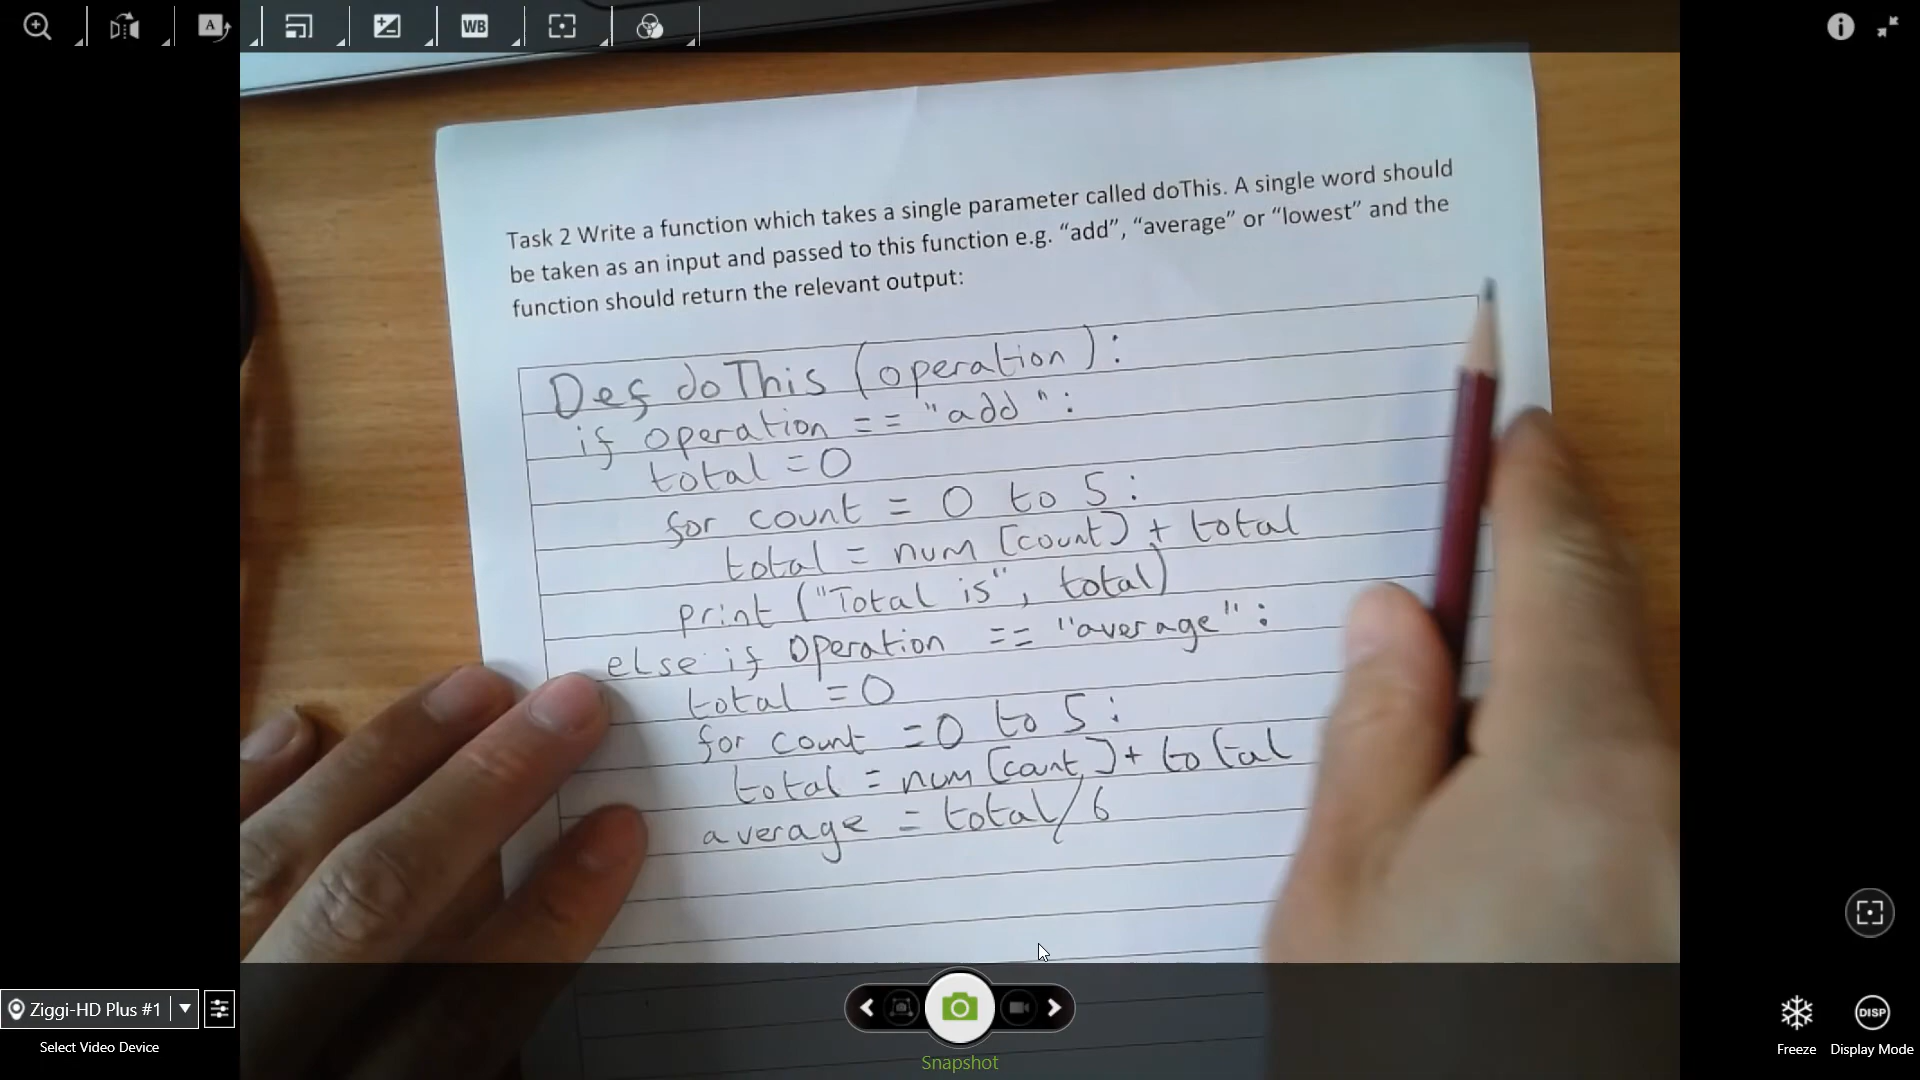 A
WB
i
Task 2 Write a function which takes a single parameter called doThis. A single word should
be taken as an input and passed to this function e.g. “add”, “average” or “lowest” and the
function should return the relevant output:
Def doThis (operation):
if operation == "add":
total = 0
for count = 0 to 5:
total = num [count] + total
print ("Total is", total)
else if Operation == "average":
total = 0
for count = 0 to 5:
total = num [count] + total
average = total/6
Ziggi-HD Plus #1
Select Video Device
Snapshot
Freeze
DISP
Display Mode